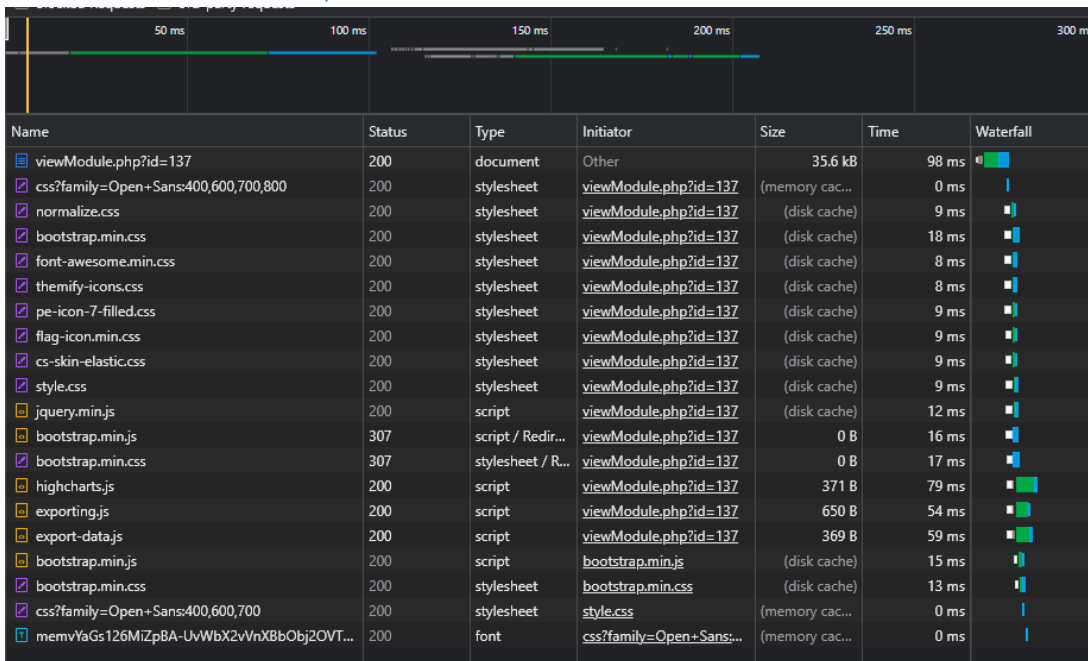 50 ms 100 ms 150 ms 200 ms 250 ms 300 m
Name Status Type Initiator Size Time Waterfall
viewModule.php?id=137 200 document Other 35.6 kB 98 ms
css?family=Open+Sans:400,600,700,800 200 stylesheet viewModule.php?id=137 (memory cac... 0 ms
normalize.css 200 stylesheet viewModule.php?id=137 (disk cache) 9 ms
bootstrap.min.css 200 stylesheet viewModule.php?id=137 (disk cache) 18 ms
font-awesome.min.css 200 stylesheet viewModule.php?id=137 (disk cache) 8 ms
themify-icons.css 200 stylesheet viewModule.php?id=137 (disk cache) 8 ms
pe-icon-7-filled.css 200 stylesheet viewModule.php?id=137 (disk cache) 9 ms
flag-icon.min.css 200 stylesheet viewModule.php?id=137 (disk cache) 9 ms
cs-skin-elastic.css 200 stylesheet viewModule.php?id=137 (disk cache) 9 ms
style.css 200 stylesheet viewModule.php?id=137 (disk cache) 9 ms
jquery.min.js 200 script viewModule.php?id=137 (disk cache) 12 ms
bootstrap.min.js 307 script / Redir... viewModule.php?id=137 0 B 16 ms
bootstrap.min.css 307 stylesheet / R... viewModule.php?id=137 0 B 17 ms
highcharts.js 200 script viewModule.php?id=137 371 B 79 ms
exporting.js 200 script viewModule.php?id=137 650 B 54 ms
export-data.js 200 script viewModule.php?id=137 369 B 59 ms
bootstrap.min.js 200 script bootstrap.min.js (disk cache) 15 ms
bootstrap.min.css 200 stylesheet bootstrap.min.css (disk cache) 13 ms
css?family=Open+Sans:400,600,700 200 stylesheet style.css (memory cac... 0 ms
memvYaGs126MiZpBA-UvWbX2vVnXBbObj2OVT... 200 font css?family=Open+Sans:... (memory cac... 0 ms